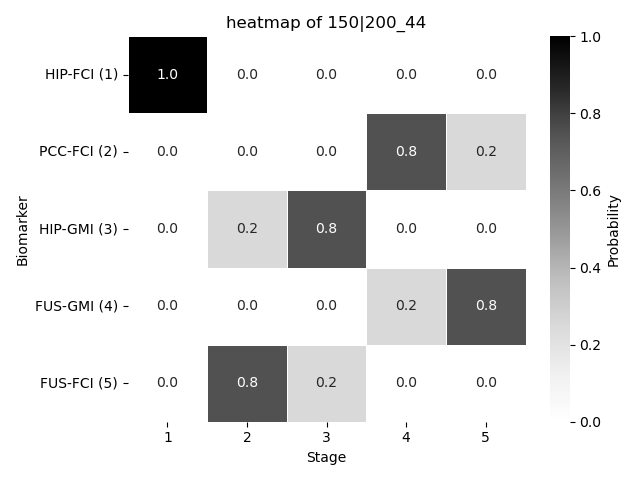 heatmap of 150|200_44
HIP-FCI (1) 1.0 0.0 0.0 0.0 0.0
PCC-FCI (2) 0.0 0.0 0.0 0.8 0.2
HIP-GMI (3) 0.0 0.2 0.8 0.0 0.0
FUS-GMI (4) 0.0 0.0 0.0 0.2 0.8
FUS-FCI (5) 0.0 0.8 0.2 0.0 0.0
1 2 3 4 5
Stage
Biomarker
1.0
0.8
0.6
0.4
0.2
0.0
Probability